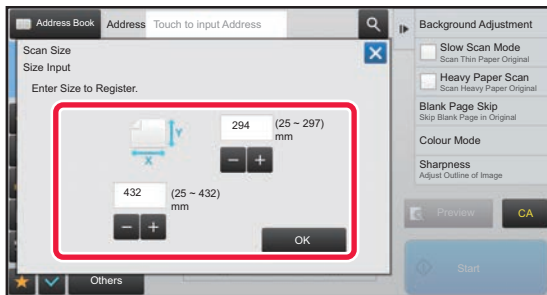 Address Book
Address
Touch to input Address
Background Adjustment
Scan Size
Size Input
Enter Size to Register.
Y
X
294
(25 ~ 297)
mm
432
(25 ~ 432)
mm
OK
Slow Scan Mode
Scan Thin Paper Original
Heavy Paper Scan
Scan Heavy Paper Original
Blank Page Skip
Skip Blank Page in Original
Colour Mode
Sharpness
Adjust Outline of Image
Preview
CA
Start
Others